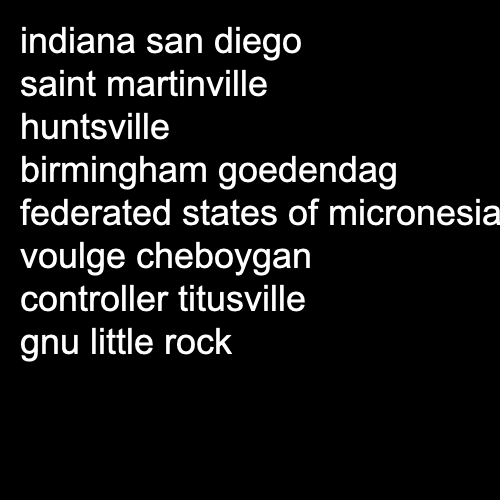 indiana san diego
saint martinville
huntsville
birmingham goedendag
federated states of micronesia
voulge cheboygan
controller titusville
gnu little rock